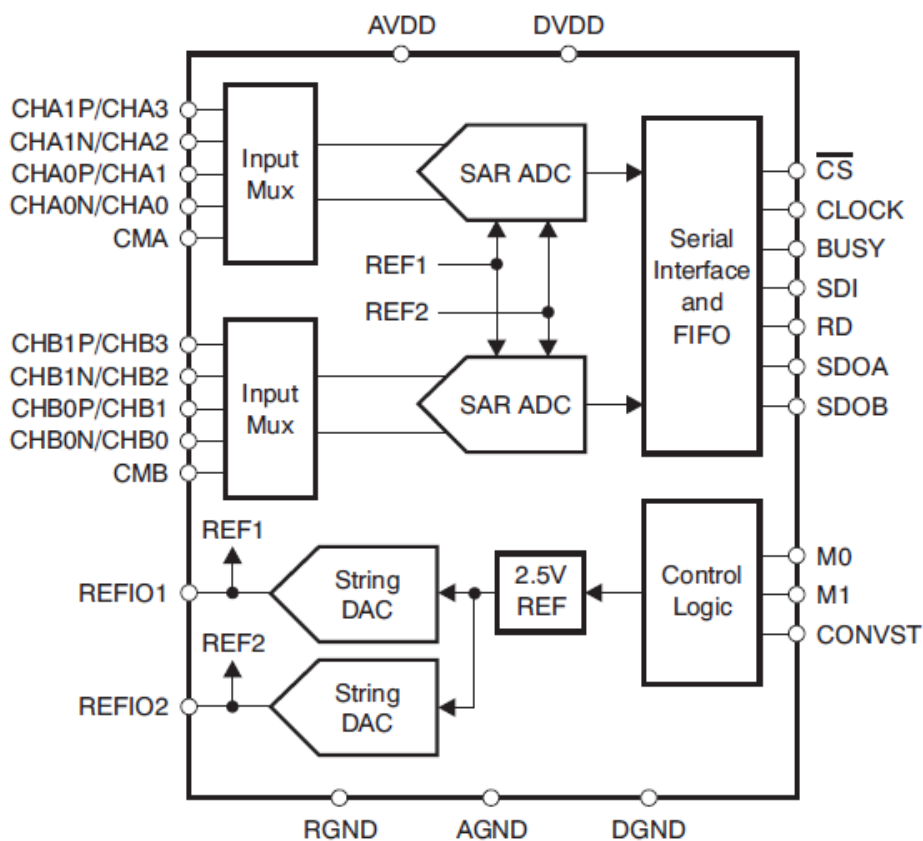 AVDD
DVDD
CHA1P/CHA3
CHA1N/CHA2
CHA0P/CHA1
CHA0N/CHA0
CMA
Input
Mux
SAR ADC
REF1
REF2
Serial
Interface
and
FIFO
CS
CLOCK
BUSY
SDI
RD
SDOA
SDOB
CHB1P/CHB3
CHB1N/CHB2
CHB0P/CHB1
CHB0N/CHB0
CMB
Input
Mux
SAR ADC
REF1
REFIO1
String
DAC
2.5V
REF
Control
Logic
M0
M1
CONVST
REF2
REFIO2
String
DAC
RGND
AGND
DGND